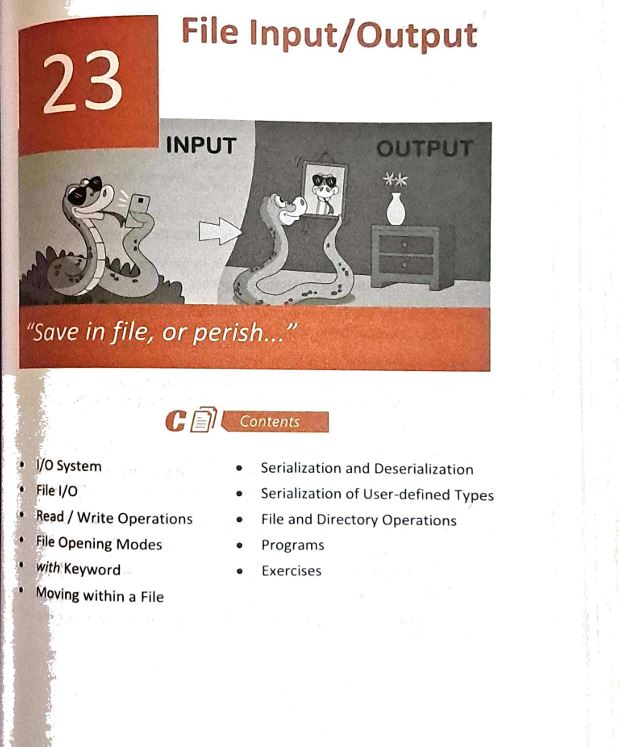 File Input/Output
23
INPUT
OUTPUT
"Save in file, or perish..."
Contents
• I/O System
• File I/O
• Read / Write Operations
• File Opening Modes
• with Keyword
• Moving within a File
• Serialization and Deserialization
• Serialization of User-defined Types
• File and Directory Operations
• Programs
• Exercises